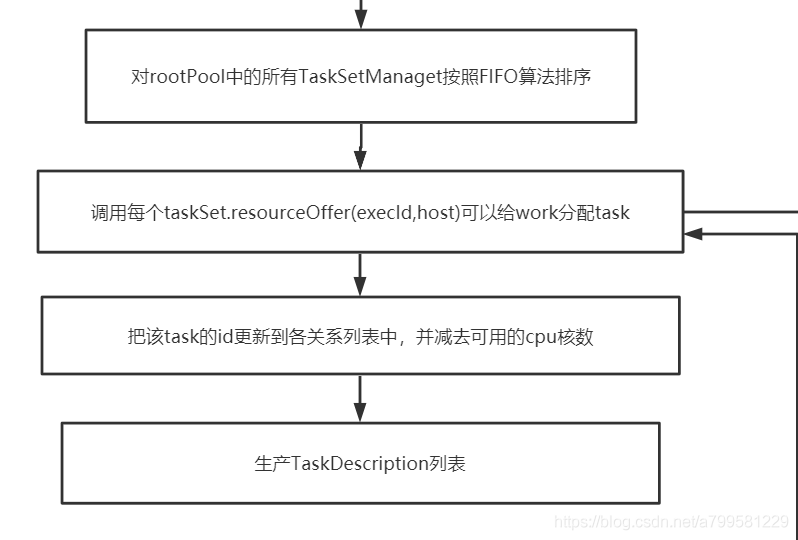 对rootPool中的所有TaskSetManaget按照FIFO算法排序
调用每个taskSet.resourceOffer(execId,host)可以给work分配task
把该task的id更新到各关系列表中，并减去可用的cpu核数
生产TaskDescription列表
https://blog.csdn.net/a799581229